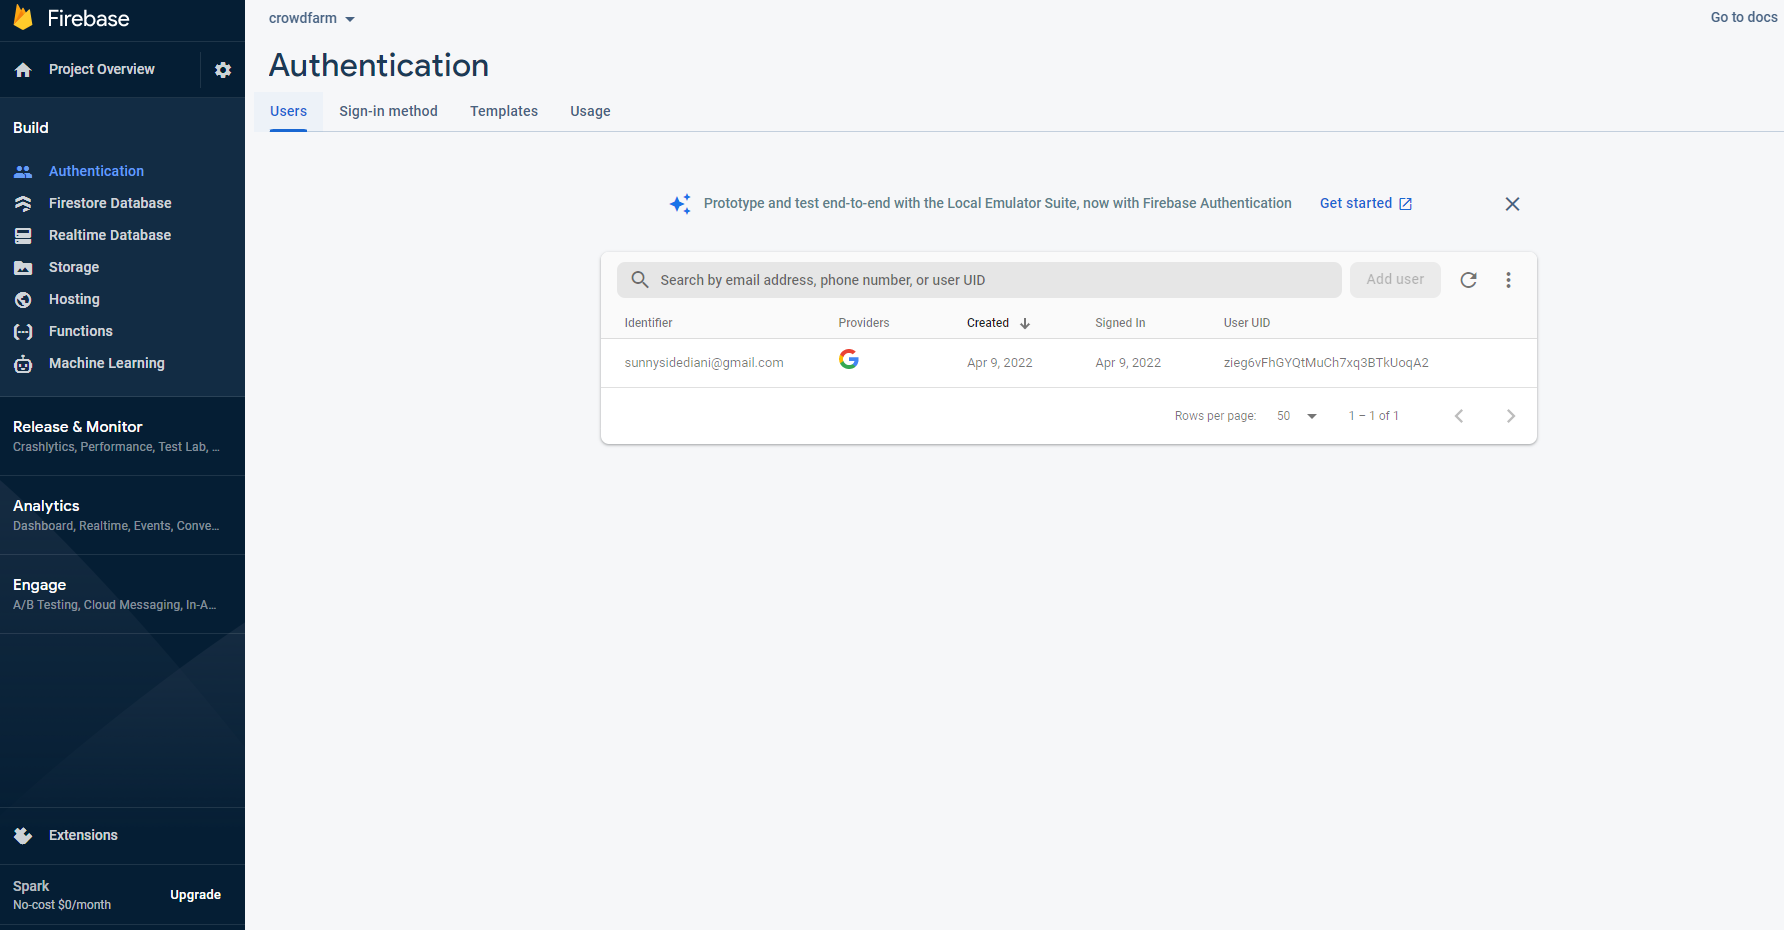 Firebase
Project Overview
Build
Authentication
Firestore Database
Realtime Database
Storage
Hosting
Functions
Machine Learning
Release & Monitor
Crashlytics, Performance, Test Lab, ...
Analytics
Dashboard, Realtime, Events, Conve...
Engage
A/B Testing, Cloud Messaging, In-A...
Extensions
Spark
No-cost $0/month
Upgrade
crowdfarm
Go to docs
Authentication
Users Sign-in method Templates Usage
Prototype and test end-to-end with the Local Emulator Suite, now with Firebase Authentication Get started
Search by email address, phone number, or user UID Add user
Identifier Providers Created Signed In User UID
sunnysidediani@gmail.com Apr 9, 2022 Apr 9, 2022 zieg6vFhGYQtMuCh7xq3BTkUoqA2
Rows per page: 50 1 – 1 of 1